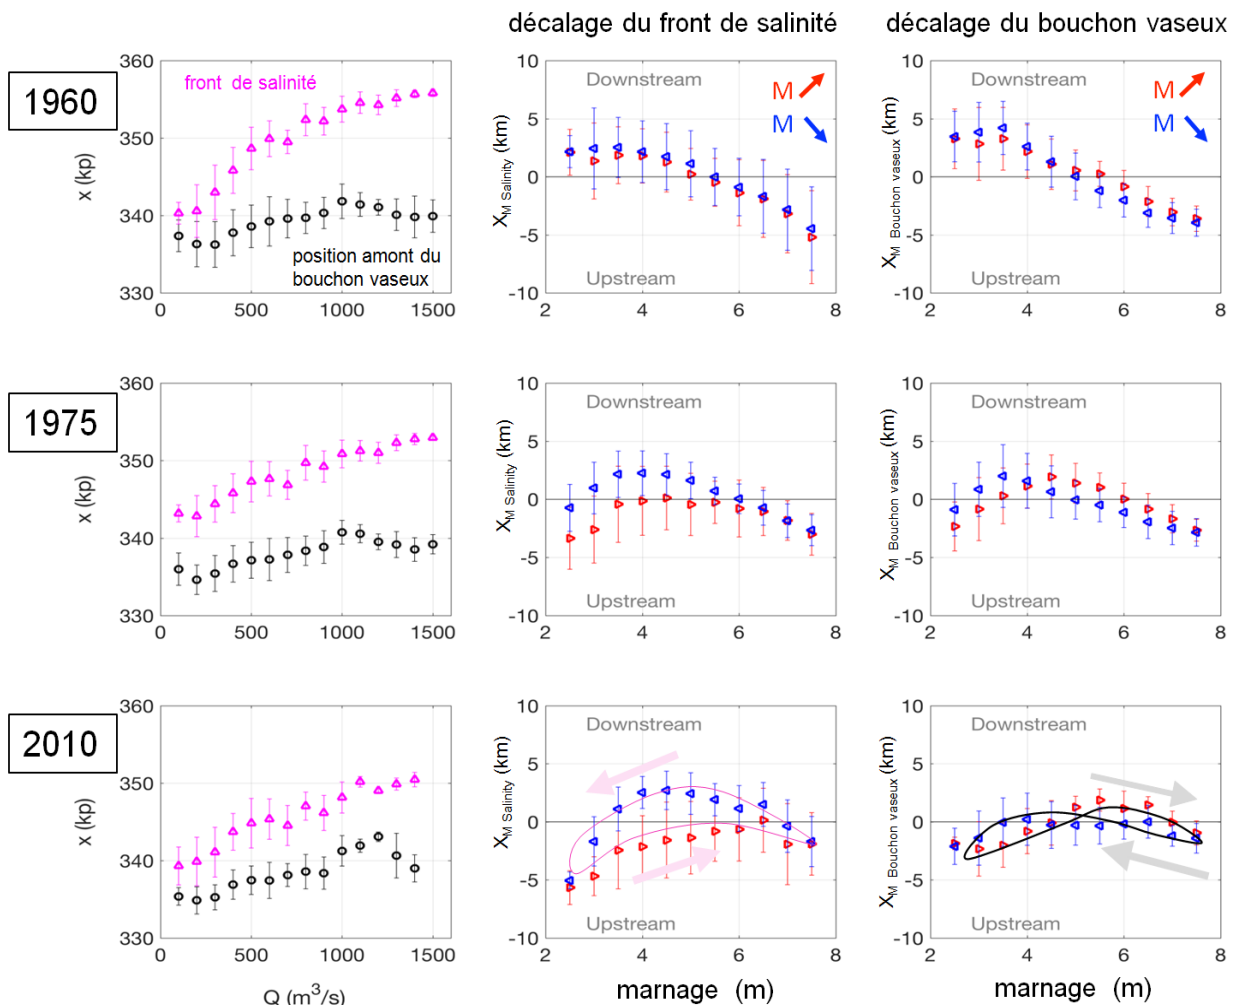 décalage du front de salinité
décalage du bouchon vaseux
1960
360
350
340
330
x (kp)
front de salinité
position amont du
bouchon vaseux
0
500
1000
1500
10
5
0
-5
-10
X_M Salinity (km)
Downstream
Upstream
M
M
2
4
6
8
10
5
0
-5
-10
X_M Bouchon vaseux (km)
Downstream
Upstream
M
M
2
4
6
8
1975
360
350
340
330
x (kp)
0
500
1000
1500
10
5
0
-5
-10
X_M Salinity (km)
Downstream
Upstream
2
4
6
8
10
5
0
-5
-10
X_M Bouchon vaseux (km)
Downstream
Upstream
2
4
6
8
2010
360
350
340
330
x (kp)
0
500
1000
1500
Q (m³/s)
10
5
0
-5
-10
X_M Salinity (km)
Downstream
Upstream
2
4
6
8
marnage (m)
10
5
0
-5
-10
X_M Bouchon vaseux (km)
Downstream
Upstream
2
4
6
8
marnage (m)